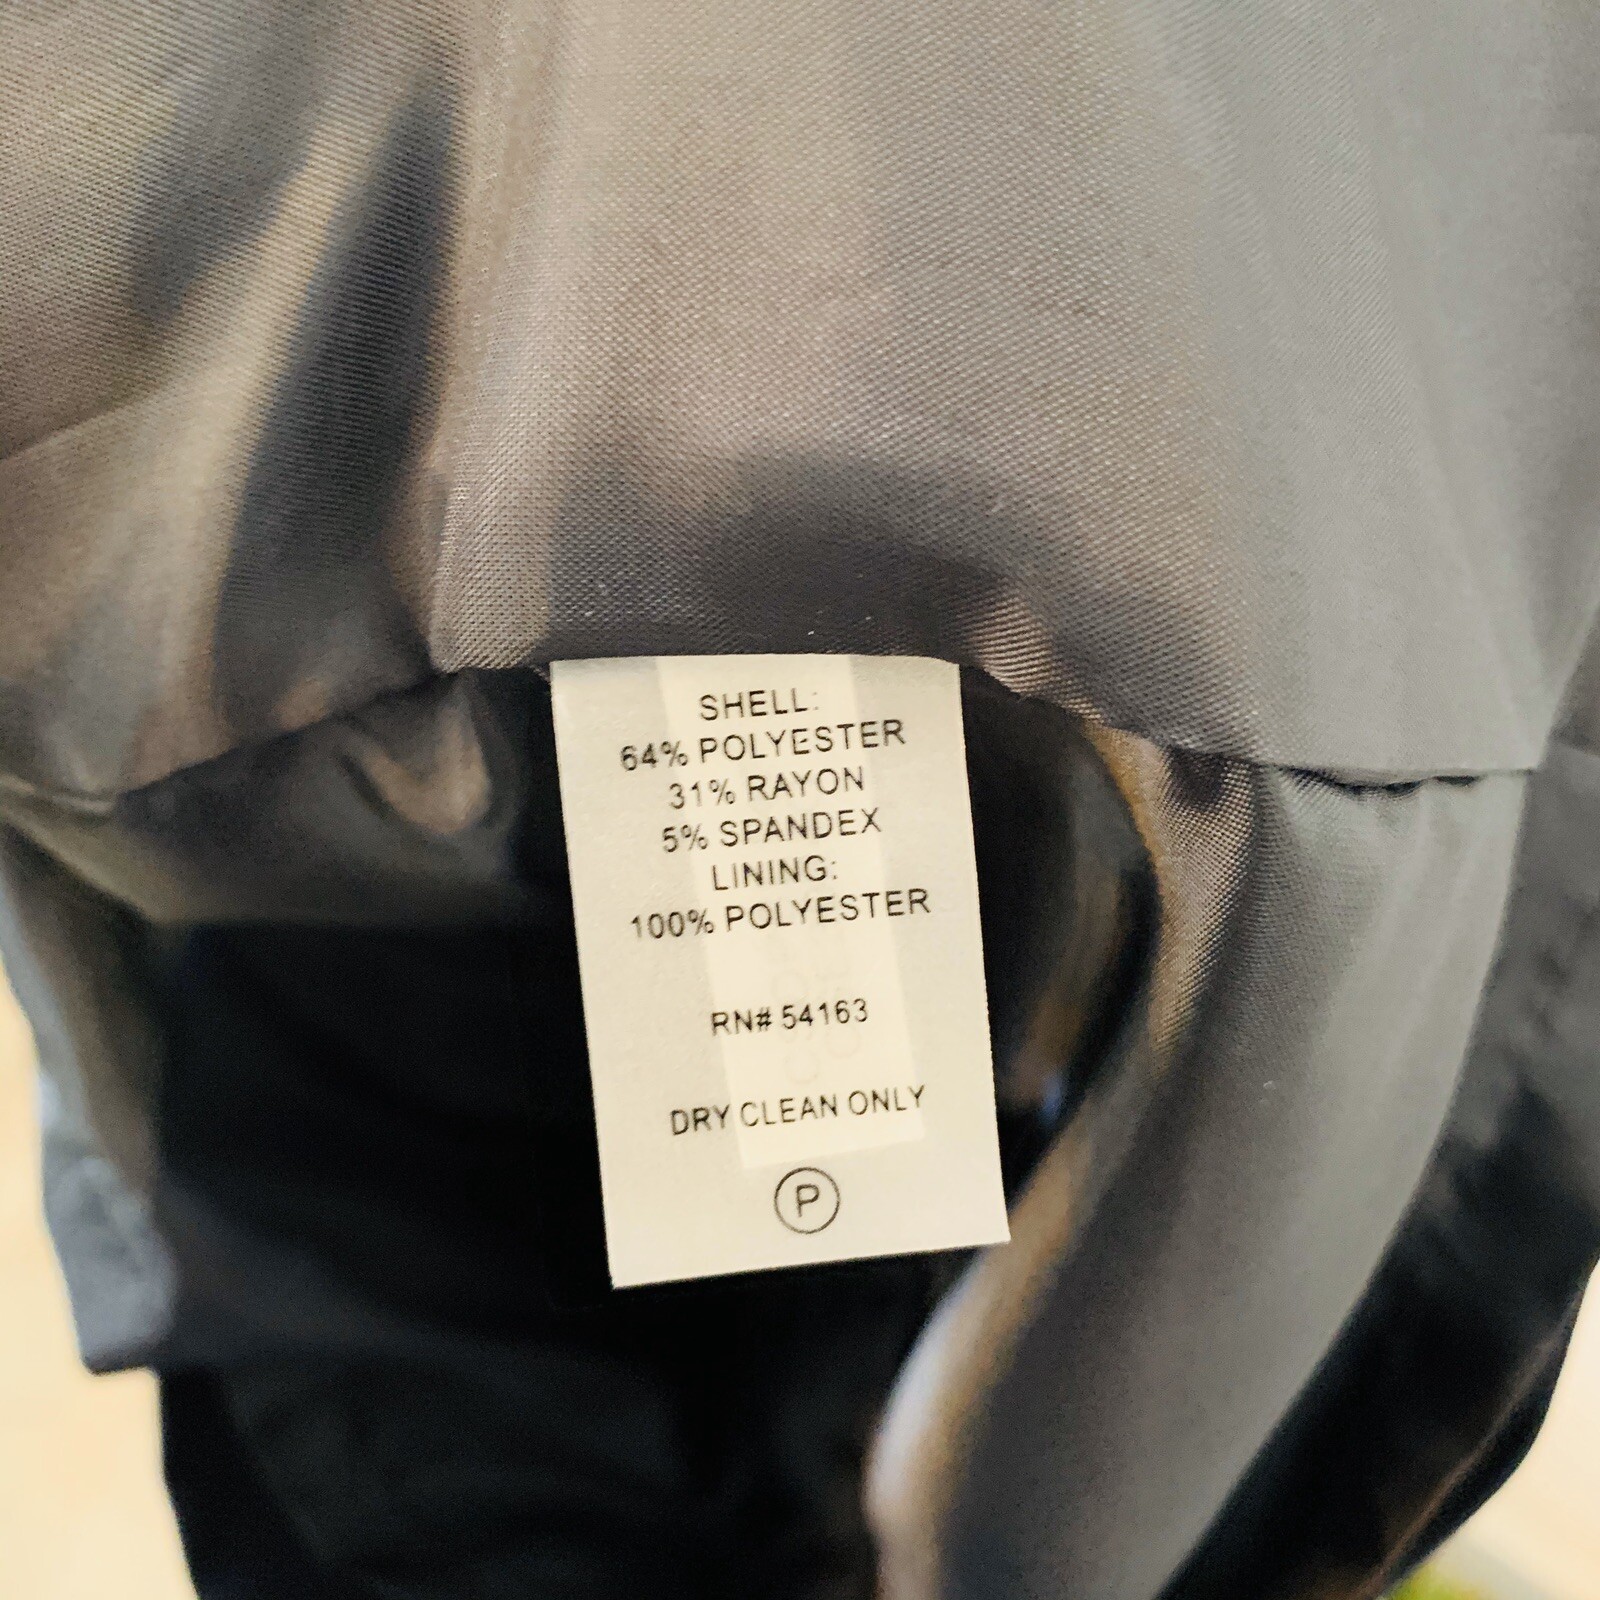 SHELL:
64% POLYESTER
31% RAYON
5% SPANDEX
LINING:
100% POLYESTER
RN# 54163
DRY CLEAN ONLY
P